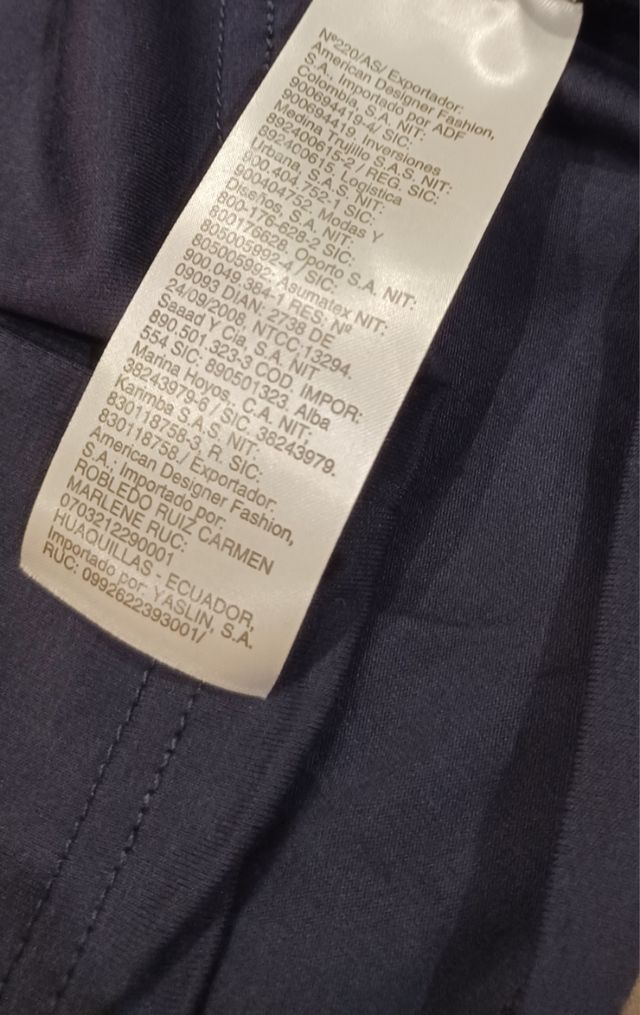 Nº220/AS/ Exportador:
American Designer Fashion,
S.A., Importado por ADF
Colombia, S.A. NIT:
900694419-4/ SIC:
900694419, Inversiones
Medina Trujillo S.A.S. NIT:
892400615-2 / REG. SIC:
892400615, Logistica
Urbana, S.A.S. NIT:
900.404.752-1 SIC:
900404752, Modas Y
Diseños, S.A. NIT:
800-176-628-2 SIC:
800176628, Oporto S.A. NIT:
8050005992-4 / SIC:
8050005992, Asumatex NIT:
900.049.384-1 RES: Nº
09093 DIAN: 2738 DE
24/09/2008, NTCC:13294.
Saaad Y Cia, S.A. NIT
890.501.323-3 COD. IMPOR:
554 SIC: 890501323, Alba
Marina Hoyos, C.A. NIT:
38243979-3 / SIC: 38243979.
Karimba S.A.S. NIT:
830118758-3, R. SIC:
830118758./ Exportador:
American Designer Fashion,
S.A.; Importado por:
ROBLEDO RUIZ CARMEN
MARLENE RUC:
0703212290001
HUAQUILLAS - ECUADOR,
Importado por: YASLIN, S.A.
RUC: 0992622393001/